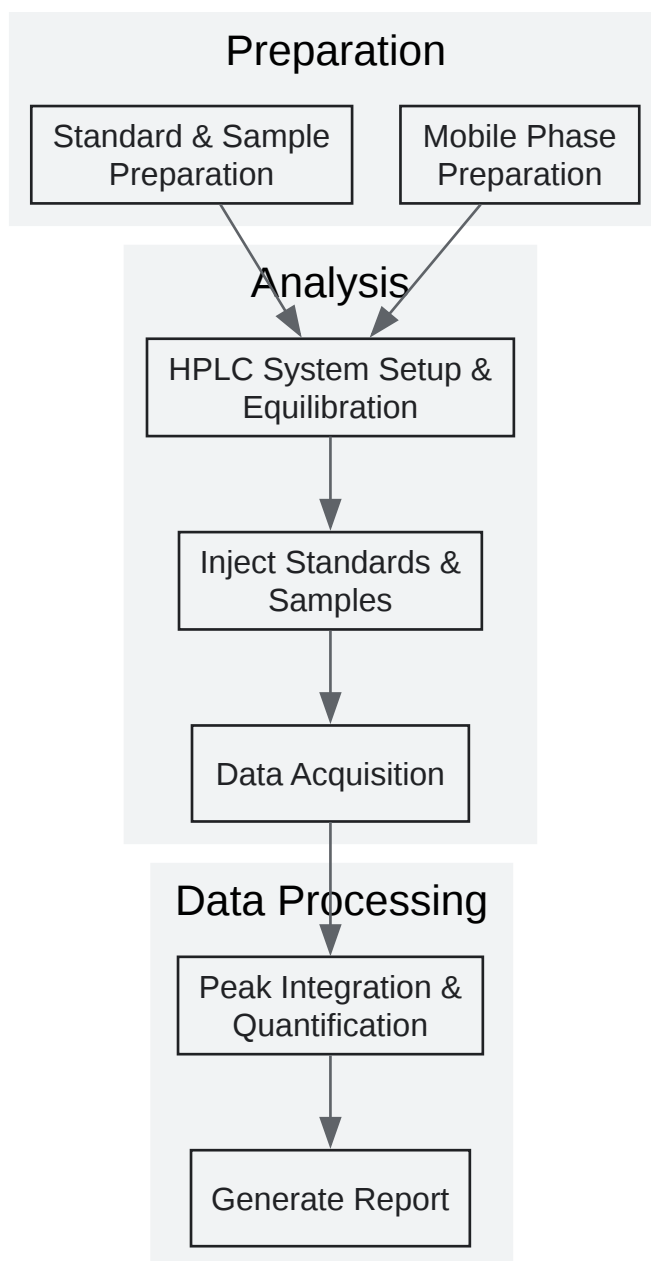 Preparation
Standard & Sample
Preparation
Mobile Phase
Preparation
Analysis
HPLC System Setup &
Equilibration
Inject Standards &
Samples
Data Acquisition
Data Processing
Peak Integration &
Quantification
Generate Report